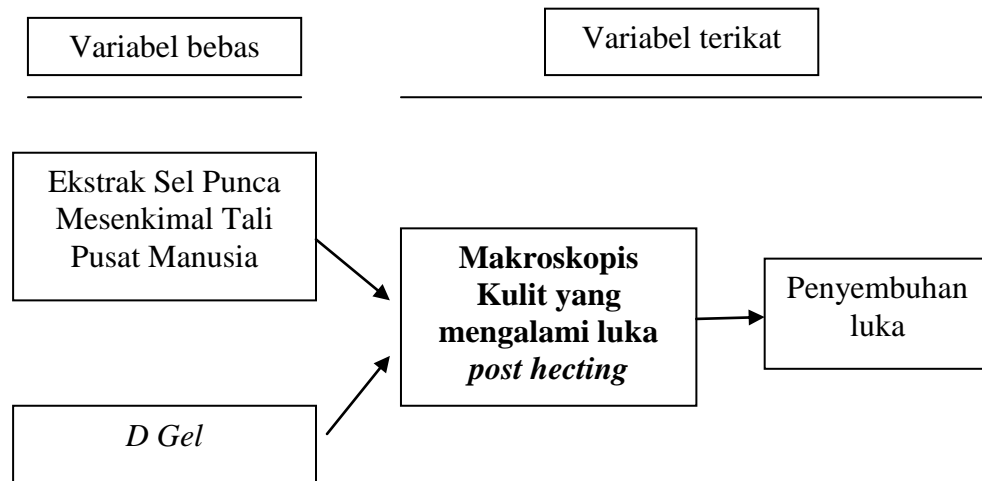 Variabel bebas
Variabel terikat
Ekstrak Sel Punca
Mesenkimal Tali
Pusat Manusia
Makroskopis
Kulit yang
mengalami luka
post hecting
Penyembuhan
luka
D Gel